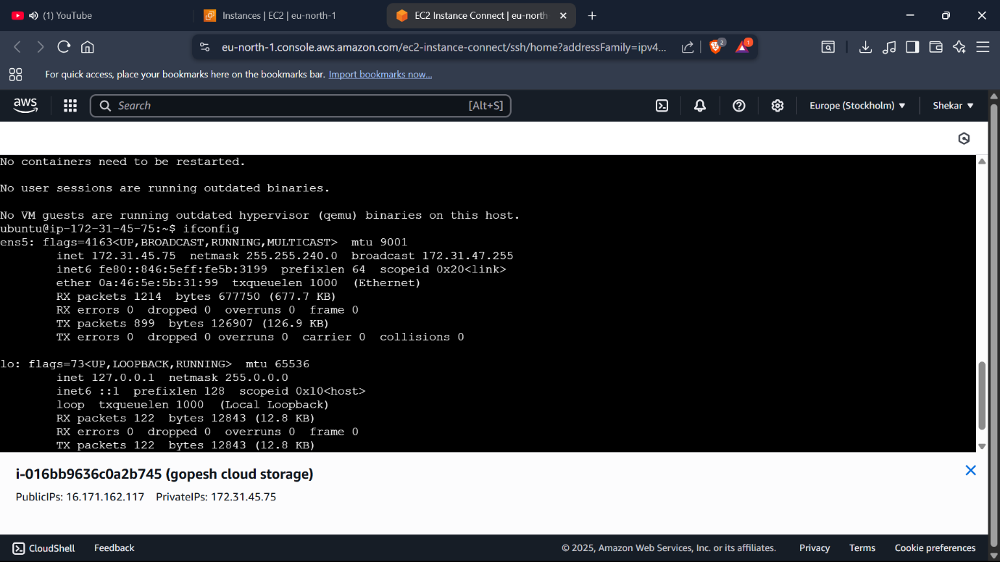 (1) YouTube
Instances | EC2 | eu-north-1
EC2 Instance Connect | eu-north
eu-north-1.console.aws.amazon.com/ec2-instance-connect/ssh/home?addressFamily=ipv4...
2
1
For quick access, place your bookmarks here on the bookmarks bar. Import bookmarks now...
aws
Search
[Alt+S]
Europe (Stockholm)
Shekar
No containers need to be restarted.
No user sessions are running outdated binaries.
No VM guests are running outdated hypervisor (qemu) binaries on this host.
ubuntu@ip-172-31-45-75:~$ ifconfig
ens5: flags=4163<UP,BROADCAST,RUNNING,MULTICAST>  mtu 9001
        inet 172.31.45.75  netmask 255.255.240.0  broadcast 172.31.47.255
        inet6 fe80::846:5eff:fe5b:3199  prefixlen 64  scopeid 0x20<link>
        ether 0a:46:5e:5b:31:99  txqueuelen 1000  (Ethernet)
        RX packets 1214  bytes 677750 (677.7 KB)
        RX errors 0  dropped 0  overruns 0  frame 0
        TX packets 899  bytes 126907 (126.9 KB)
        TX errors 0  dropped 0 overruns 0  carrier 0  collisions 0
lo: flags=73<UP,LOOPBACK,RUNNING>  mtu 65536
        inet 127.0.0.1  netmask 255.0.0.0
        inet6 ::1  prefixlen 128  scopeid 0x10<host>
        loop  txqueuelen 1000  (Local Loopback)
        RX packets 122  bytes 12843 (12.8 KB)
        RX errors 0  dropped 0  overruns 0  frame 0
        TX packets 122  bytes 12843 (12.8 KB)
i-016bb9636c0a2b745 (gopesh cloud storage)
PublicIPs: 16.171.162.117    PrivateIPs: 172.31.45.75
CloudShell
Feedback
© 2025, Amazon Web Services, Inc. or its affiliates.
Privacy
Terms
Cookie preferences